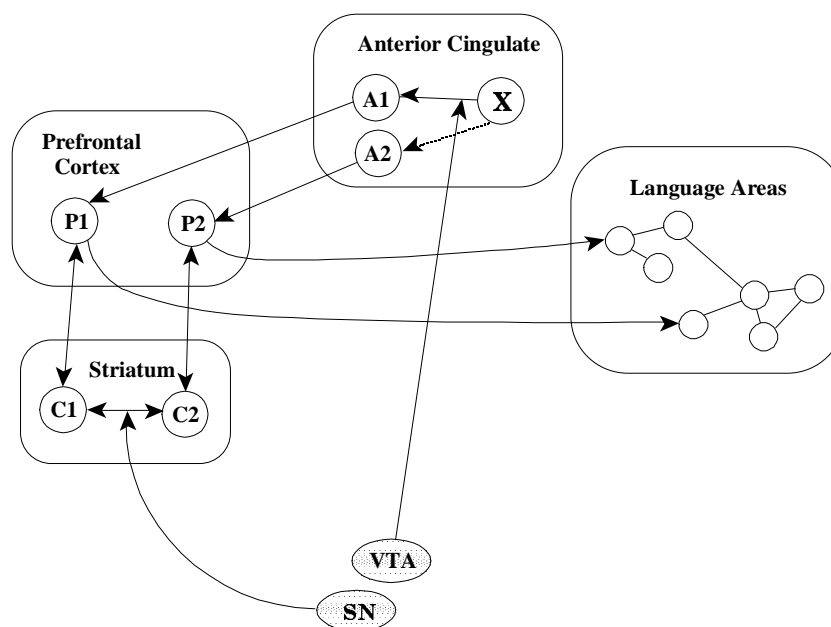 Anterior Cingulate
A1
X
A2
Prefrontal
Cortex
P1
P2
Language Areas
Striatum
C1
C2
VTA
SN